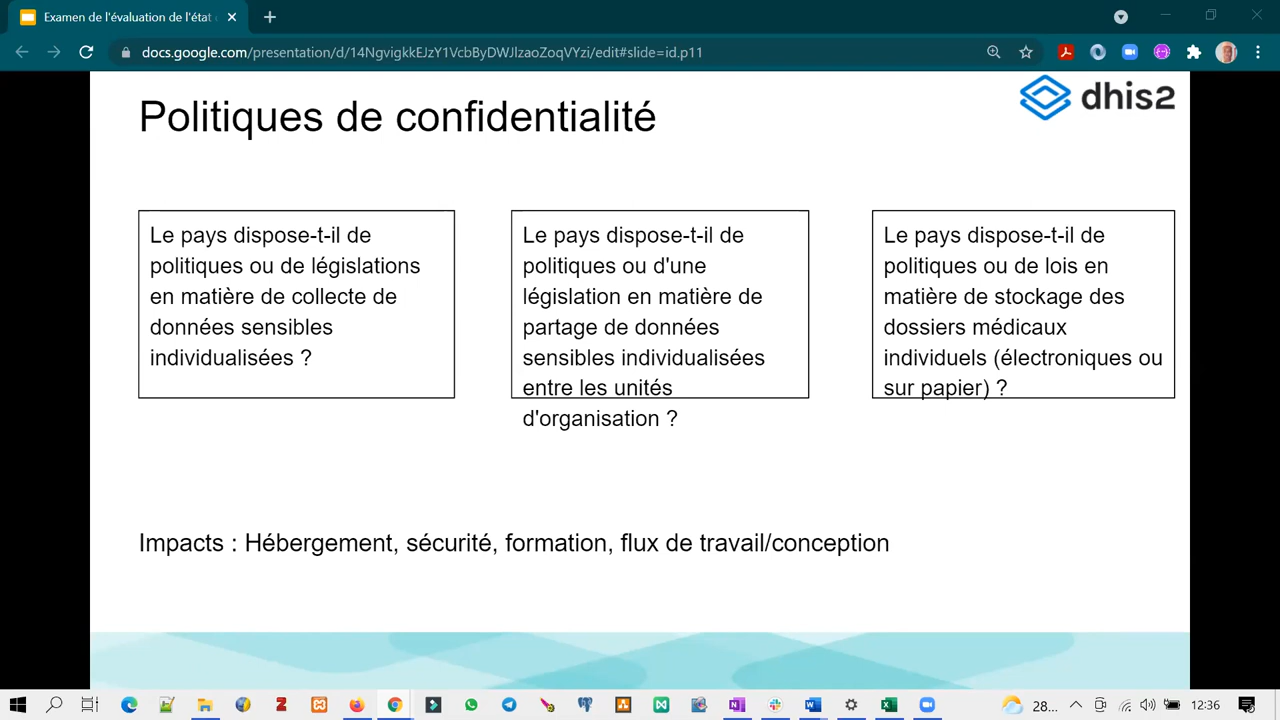 Examen de l'évaluation de l'état
docs.google.com/presentation/d/14NgvigkkEJzY1VcbByDWJlzaoZoqVYzi/edit#slide=id.p11
dhis2
Politiques de confidentialité
Le pays dispose-t-il de
politiques ou de législations
en matière de collecte de
données sensibles
individualisées ?
Le pays dispose-t-il de
politiques ou d'une
législation en matière de
partage de données
sensibles individualisées
entre les unités
d'organisation ?
Le pays dispose-t-il de
politiques ou de lois en
matière de stockage des
dossiers médicaux
individuels (électroniques ou
sur papier) ?
Impacts : Hébergement, sécurité, formation, flux de travail/conception
28...
12:36